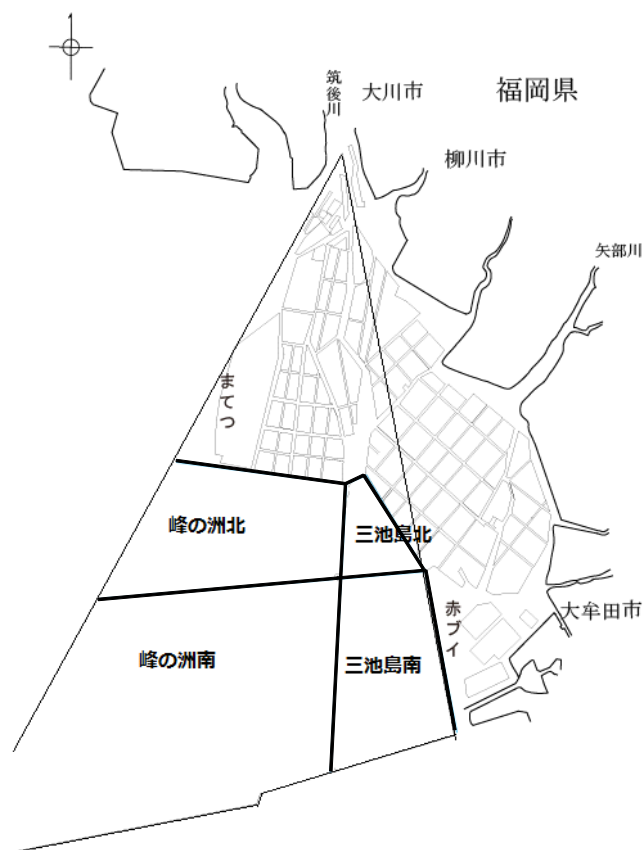 筑後川
大川市
福岡県
柳川市
矢部川
まてつ
峰の洲北
三池島北
赤ブイ
大牟田市
峰の洲南
三池島南